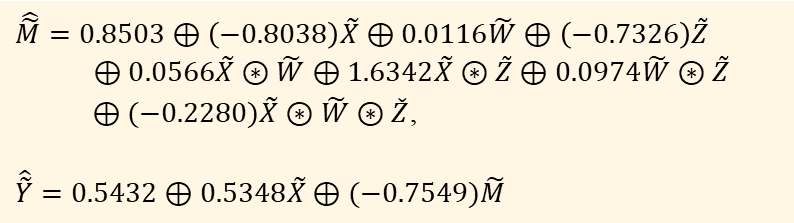 M̃̂ = 0.8503 ⊕ (−0.8038)X̃ ⊕ 0.0116W̃ ⊕ (−0.7326)Z̃
⊕ 0.0566X̃ ⊛ W̃ ⊕ 1.6342X̃ ⊛ Z̃ ⊕ 0.0974W̃ ⊛ Z̃
⊕ (−0.2280)X̃ ⊛ W̃ ⊛ Ž,
Ỹ̂ = 0.5432 ⊕ 0.5348X̃ ⊕ (−0.7549)M̃